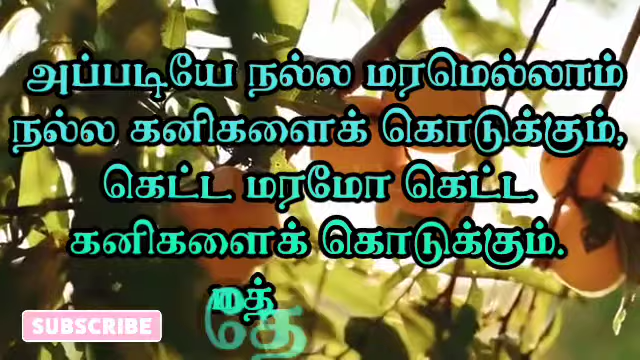 அப்படியே நல்ல மரமெல்லாம்
நல்ல கனிகளைக் கொடுக்கும்,
கெட்ட மரமோ கெட்ட
கனிகளைக் கொடுக்கும்.
மத்
தே
SUBSCRIBE